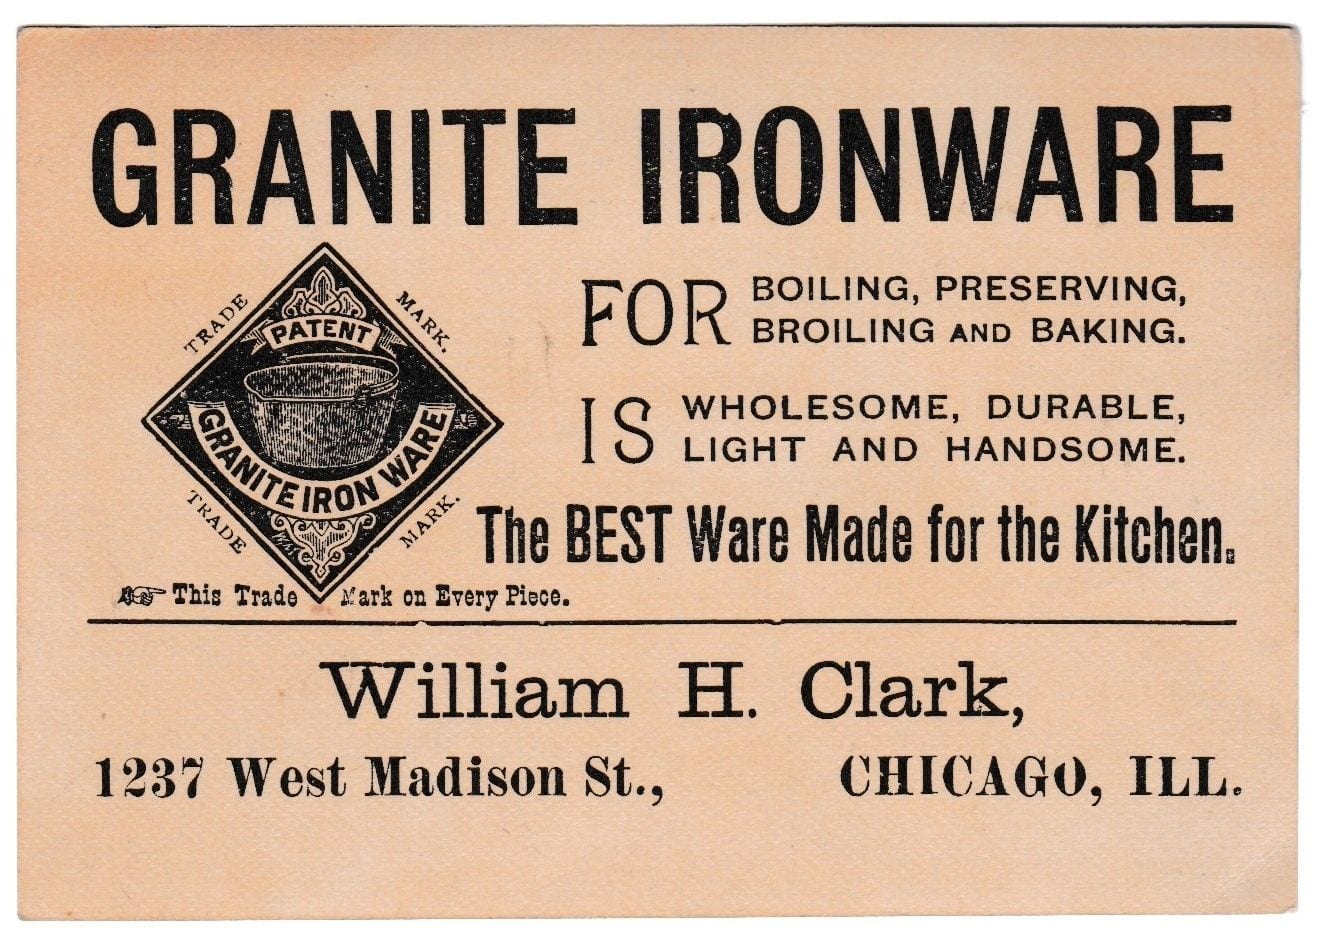 GRANITE IRONWARE
TRADE MARK.
PATENT
GRANITE IRON WARE
TRADE MARK.
FOR BOILING, PRESERVING,
BROILING AND BAKING.
IS WHOLESOME, DURABLE,
LIGHT AND HANDSOME.
The BEST Ware Made for the Kitchen.
This Trade Mark on Every Piece.
William H. Clark,
1237 West Madison St., CHICAGO, ILL.